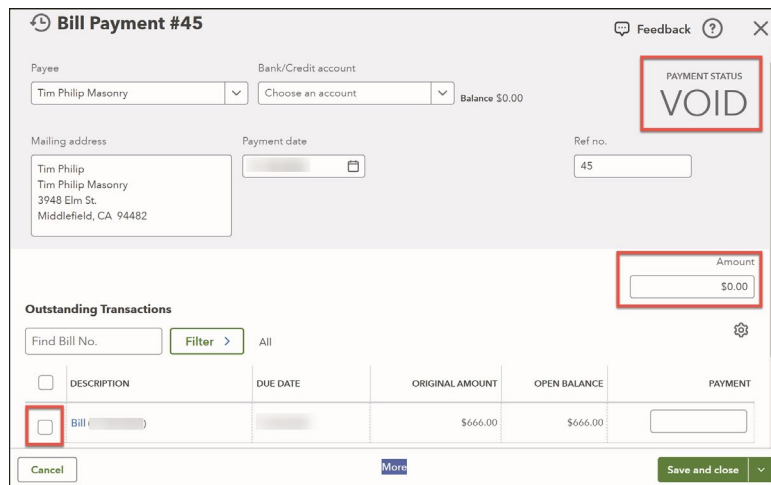 Bill Payment #45
Feedback
Payee
Bank/Credit account
Tim Philip Masonry
Choose an account
Balance $0.00
PAYMENT STATUS
VOID
Mailing address
Payment date
Ref no.
Tim Philip
Tim Philip Masonry
3948 Elm St.
Middlefield, CA 94482
45
Amount
$0.00
Outstanding Transactions
Find Bill No.
Filter >
All
DESCRIPTION
DUE DATE
ORIGINAL AMOUNT
OPEN BALANCE
PAYMENT
Bill ( )
$666.00
$666.00
Cancel
More
Save and close